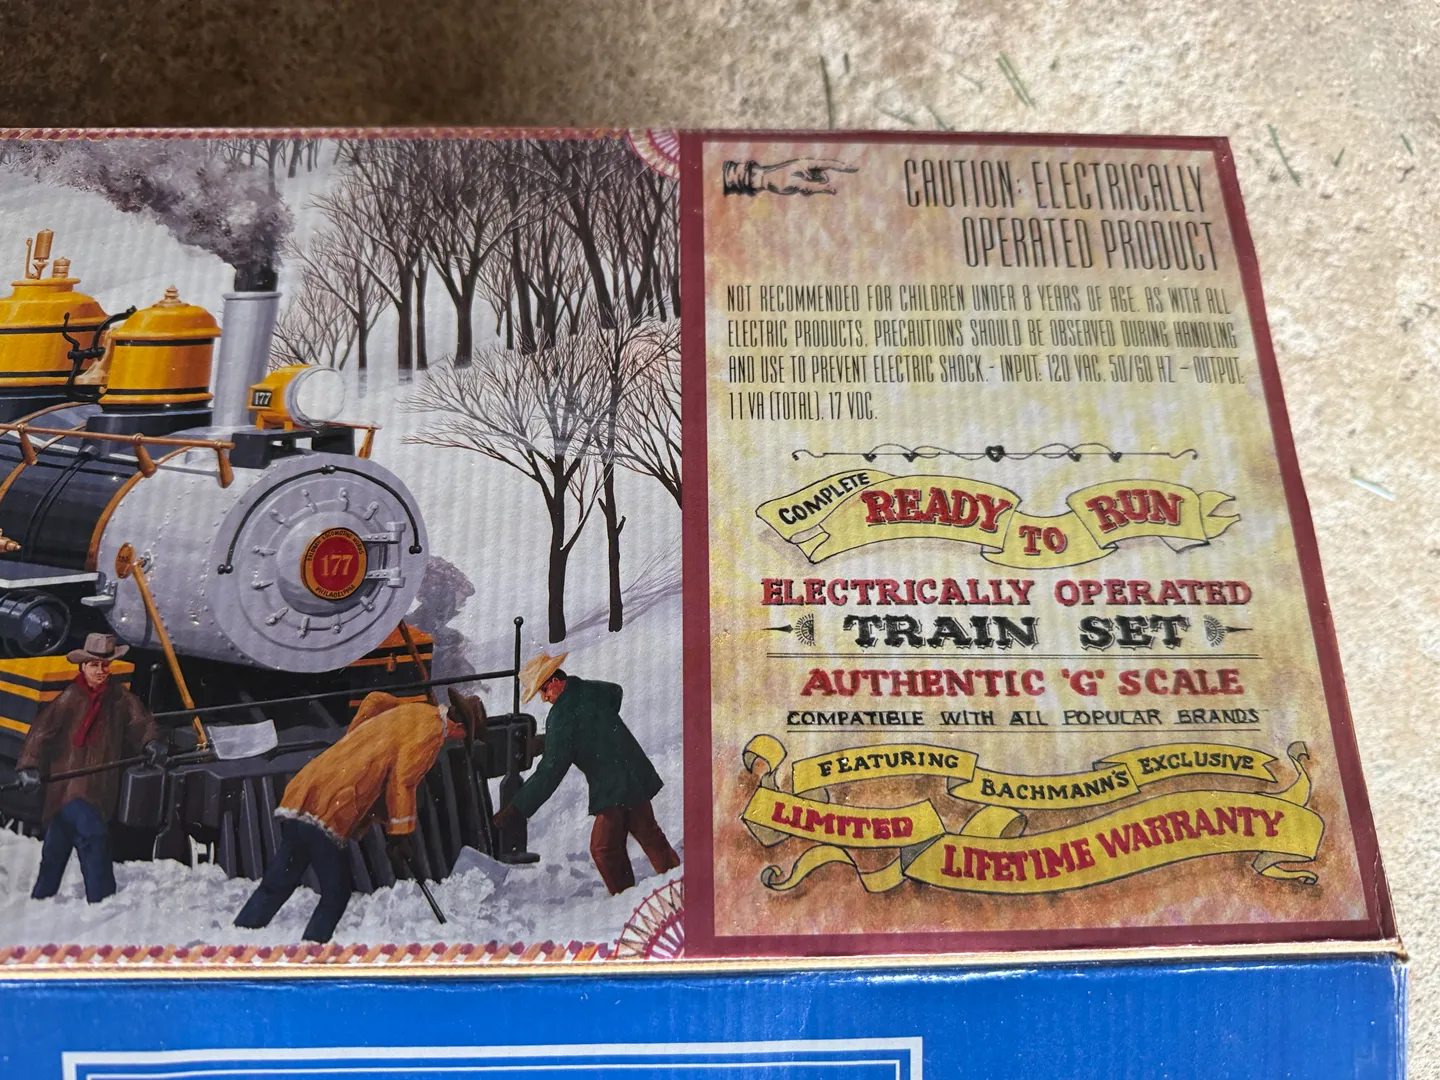 CAUTION: ELECTRICALLY
OPERATED PRODUCT
NOT RECOMMENDED FOR CHILDREN UNDER 8 YEARS OF AGE. AS WITH ALL
ELECTRIC PRODUCTS, PRECAUTIONS SHOULD BE OBSERVED DURING HANDLING
AND USE TO PREVENT ELECTRIC SHOCK.- INPUT: 120 VAC, 50/60 HZ - OUTPUT:
11 VA (TOTAL), 17 VDC.
COMPLETE READY TO RUN
ELECTRICALLY OPERATED
TRAIN SET
AUTHENTIC 'G' SCALE
COMPATIBLE WITH ALL POPULAR BRANDS
FEATURING BACHMANN'S EXCLUSIVE
LIMITED LIFETIME WARRANTY
177
177
PHILADELPHIA